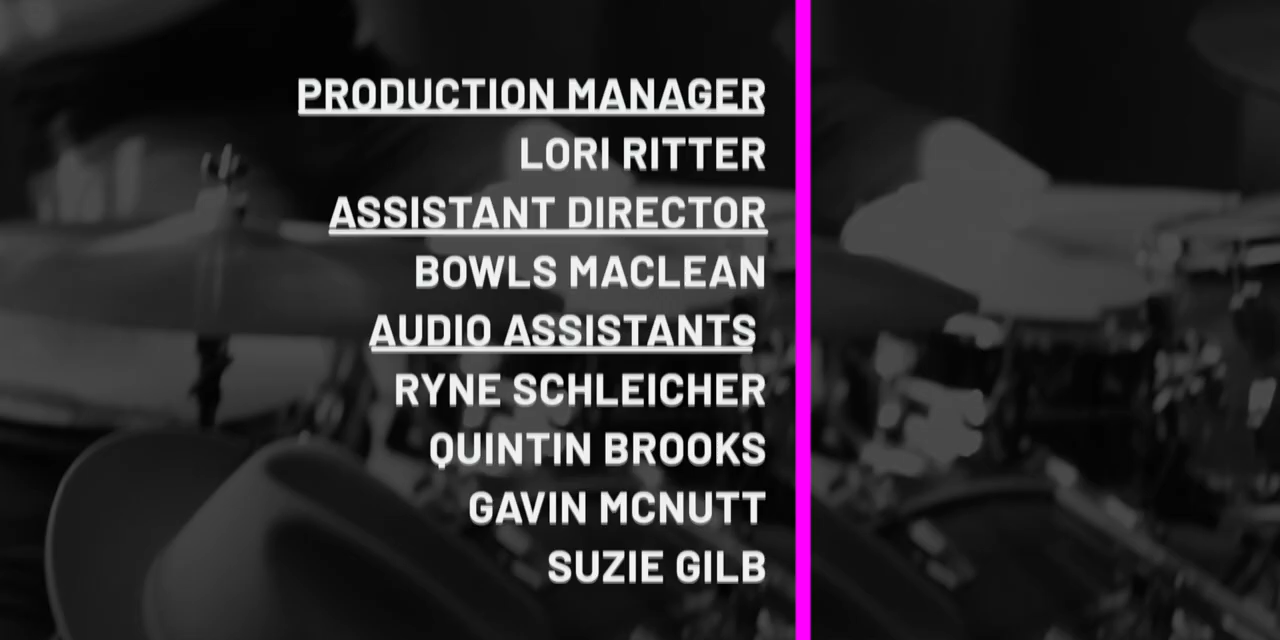 PRODUCTION MANAGER
LORI RITTER
ASSISTANT DIRECTOR
BOWLS MACLEAN
AUDIO ASSISTANTS
RYNE SCHLEICHER
QUINTIN BROOKS
GAVIN MCNUTT
SUZIE GILB